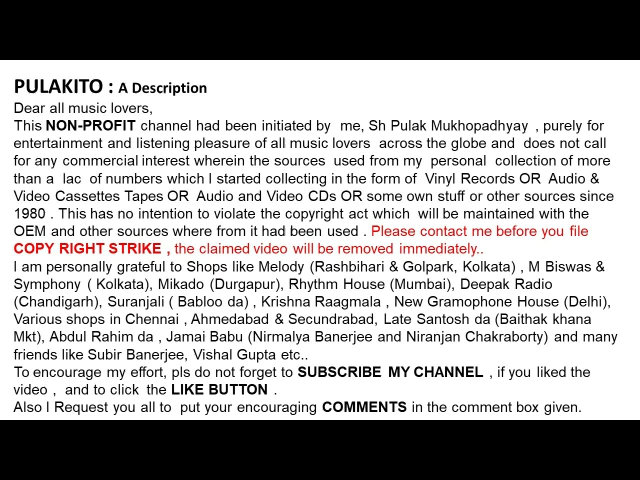 PULAKITO : A Description
Dear all music lovers,
This NON-PROFIT channel had been initiated by me, Sh Pulak Mukhopadhyay , purely for
entertainment and listening pleasure of all music lovers across the globe and does not call
for any commercial interest wherein the sources used from my personal collection of more
than a lac of numbers which I started collecting in the form of Vinyl Records OR Audio &
Video Cassettes Tapes OR Audio and Video CDs OR some own stuff or other sources since
1980 . This has no intention to violate the copyright act which will be maintained with the
OEM and other sources where from it had been used . Please contact me before you file
COPY RIGHT STRIKE , the claimed video will be removed immediately..
I am personally grateful to Shops like Melody (Rashbihari & Golpark, Kolkata) , M Biswas &
Symphony ( Kolkata), Mikado (Durgapur), Rhythm House (Mumbai), Deepak Radio
(Chandigarh), Suranjali ( Babloo da) , Krishna Raagmala , New Gramophone House (Delhi),
Various shops in Chennai , Ahmedabad & Secundrabad, Late Santosh da (Baithak khana
Mkt), Abdul Rahim da , Jamai Babu (Nirmalya Banerjee and Niranjan Chakraborty) and many
friends like Subir Banerjee, Vishal Gupta etc..
To encourage my effort, pls do not forget to SUBSCRIBE MY CHANNEL , if you liked the
video , and to click the LIKE BUTTON .
Also I Request you all to put your encouraging COMMENTS in the comment box given.